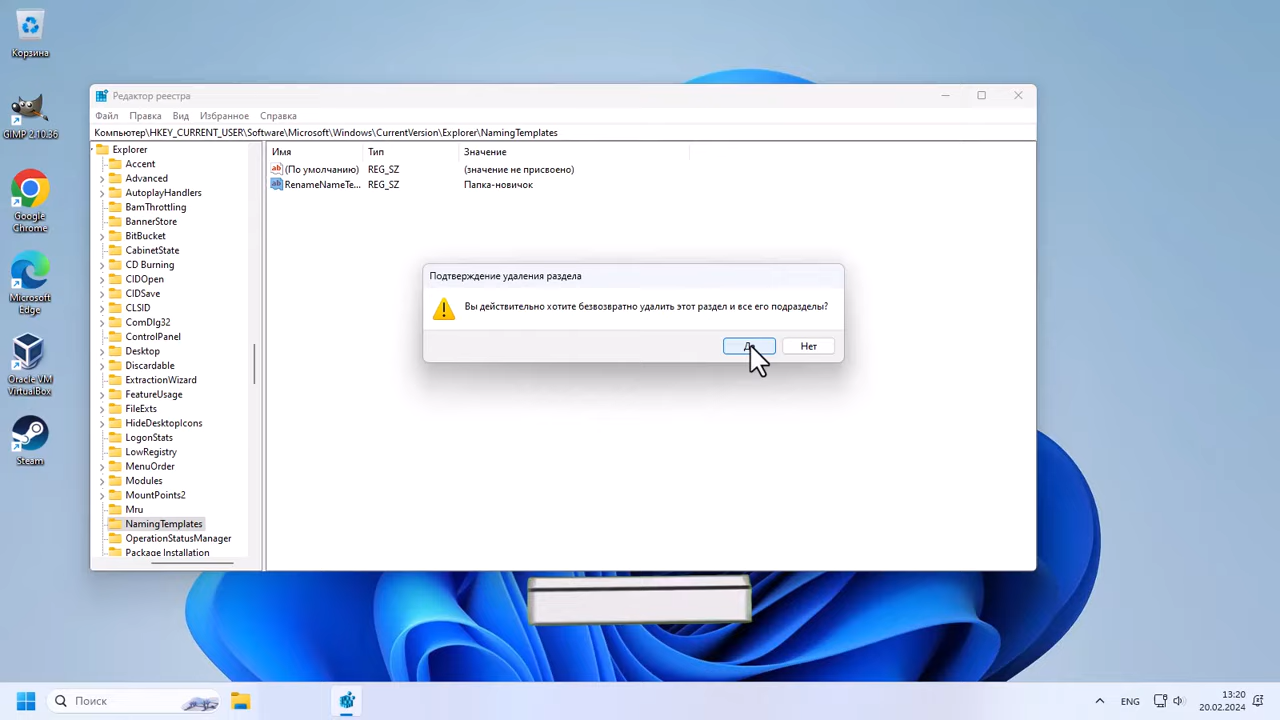 Корзина
GIMP 2.10.36
Google
Chrome
Microsoft
Edge
Oracle VM
VirtualBox
Steam
Редактор реестра
Файл Правка Вид Избранное Справка
Компьютер\HKEY_CURRENT_USER\Software\Microsoft\Windows\CurrentVersion\Explorer\NamingTemplates
Explorer
Accent
Advanced
AutoplayHandlers
BamThrottling
BannerStore
BitBucket
CabinetState
CD Burning
CIDOpen
CIDSave
CLSID
ComDlg32
ControlPanel
Desktop
Discardable
ExtractionWizard
FeatureUsage
FileExts
HideDesktopIcons
LogonStats
LowRegistry
MenuOrder
Modules
MountPoints2
Mru
NamingTemplates
OperationStatusManager
Package Installation
Имя Тип Значение
(По умолчанию) REG_SZ (значение не присвоено)
RenameNameTe... REG_SZ Папка-новичок
Подтверждение удаления раздела
Вы действительно хотите безвозвратно удалить этот раздел и все его подразделы?
Да Нет
Поиск
ENG
13:20
20.02.2024